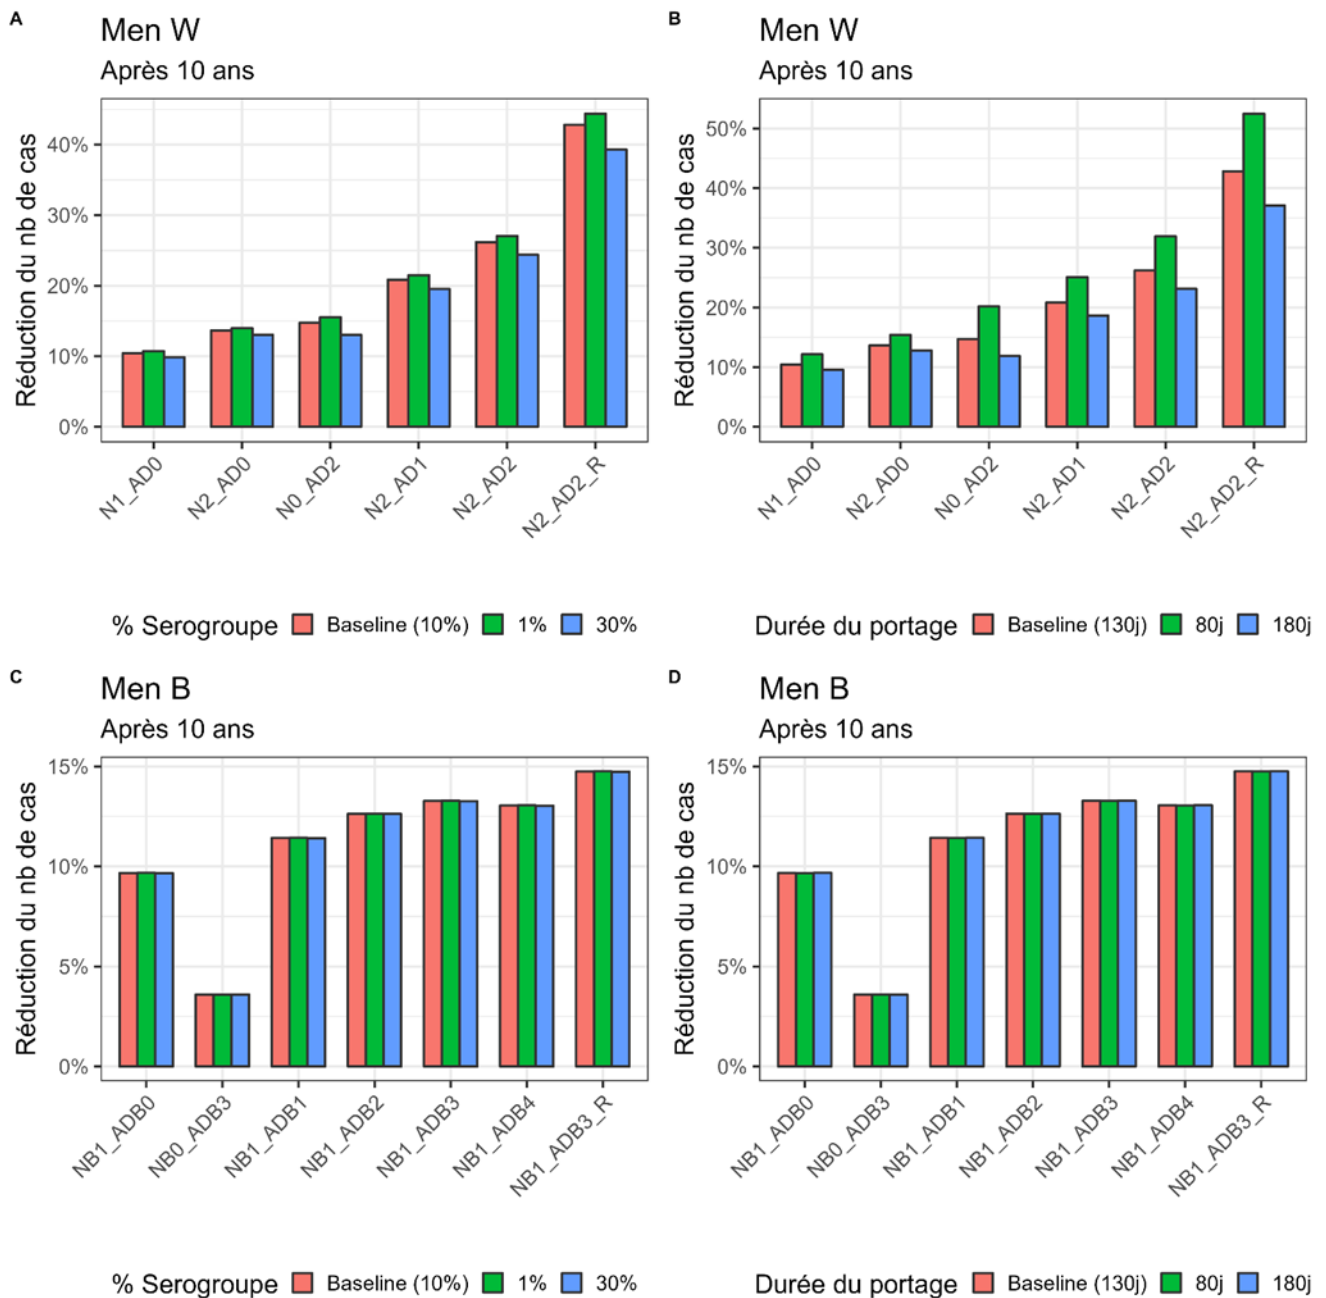 A
Men W
Après 10 ans
Réduction du nb de cas
40%
30%
20%
10%
0%
N1_AD0
N2_AD0
N0_AD2
N2_AD1
N2_AD2
N2_AD2_R
% Serogroupe Baseline (10%) 1% 30%
B
Men W
Après 10 ans
Réduction du nb de cas
50%
40%
30%
20%
10%
0%
N1_AD0
N2_AD0
N0_AD2
N2_AD1
N2_AD2
N2_AD2_R
Durée du portage Baseline (130j) 80j 180j
C
Men B
Après 10 ans
Réduction du nb de cas
15%
10%
5%
0%
NB1_ADB0
NB0_ADB3
NB1_ADB1
NB1_ADB2
NB1_ADB3
NB1_ADB4
NB1_ADB3_R
% Serogroupe Baseline (10%) 1% 30%
D
Men B
Après 10 ans
Réduction du nb de cas
15%
10%
5%
0%
NB1_ADB0
NB0_ADB3
NB1_ADB1
NB1_ADB2
NB1_ADB3
NB1_ADB4
NB1_ADB3_R
Durée du portage Baseline (130j) 80j 180j